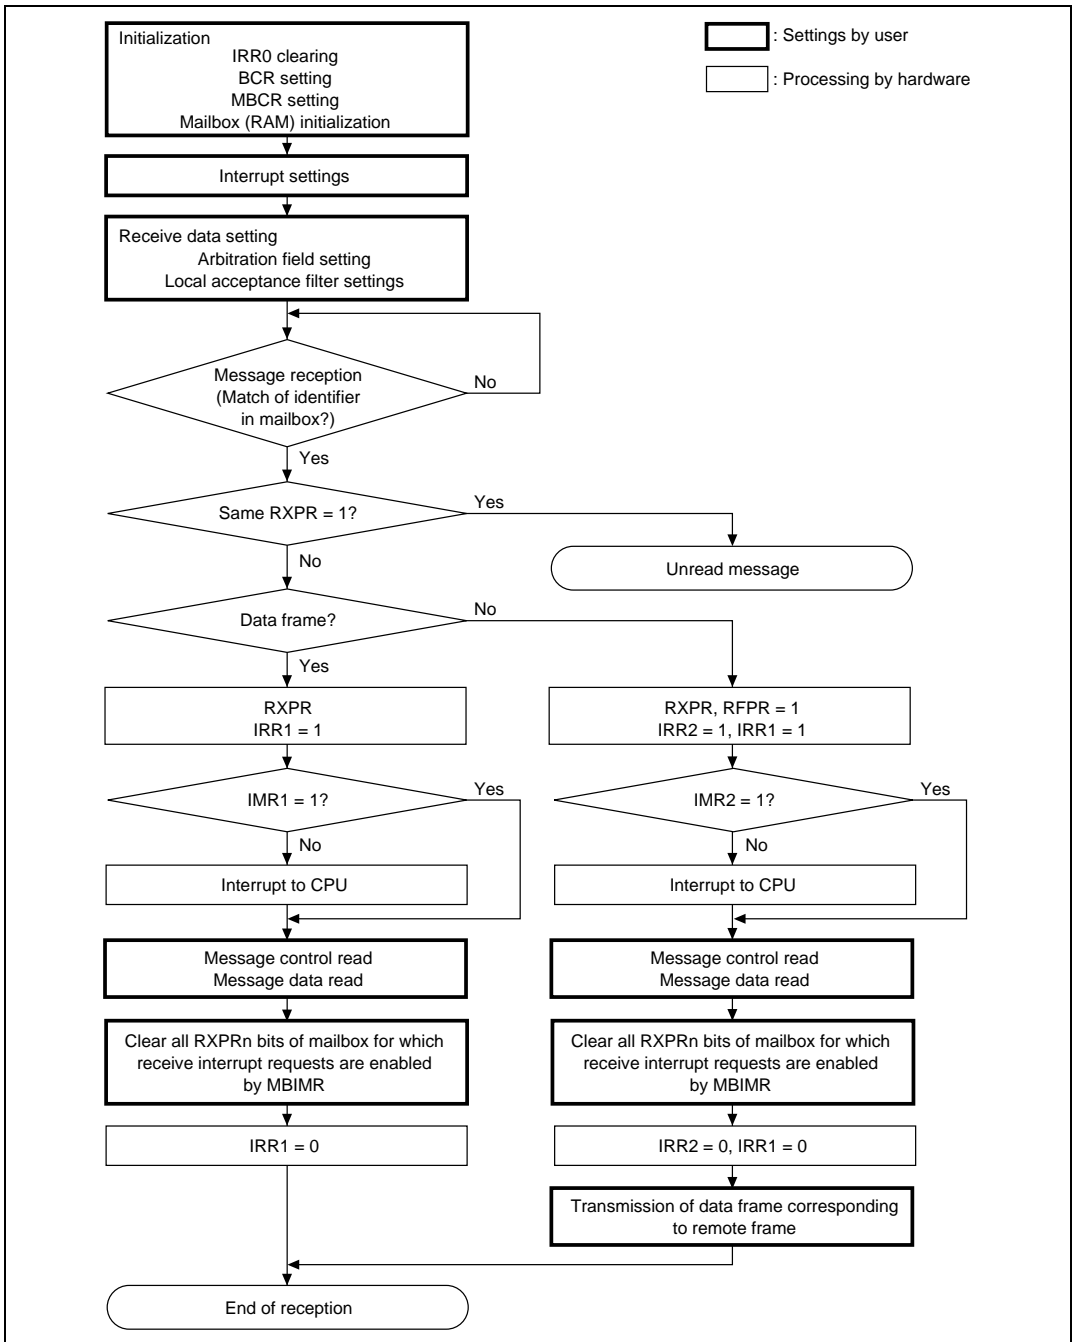 Initialization
IRR0 clearing
BCR setting
MBCR setting
Mailbox (RAM) initialization
: Settings by user
: Processing by hardware
Interrupt settings
Receive data setting
Arbitration field setting
Local acceptance filter settings
Message reception
(Match of identifier
in mailbox?)
No
Yes
Same RXPR = 1?
Yes
No
Unread message
Data frame?
No
Yes
RXPR
IRR1 = 1
RXPR, RFPR = 1
IRR2 = 1, IRR1 = 1
IMR1 = 1?
Yes
No
IMR2 = 1?
Yes
No
Interrupt to CPU
Interrupt to CPU
Message control read
Message data read
Message control read
Message data read
Clear all RXPRn bits of mailbox for which
receive interrupt requests are enabled
by MBIMR
Clear all RXPRn bits of mailbox for which
receive interrupt requests are enabled
by MBIMR
IRR1 = 0
IRR2 = 0, IRR1 = 0
Transmission of data frame corresponding
to remote frame
End of reception